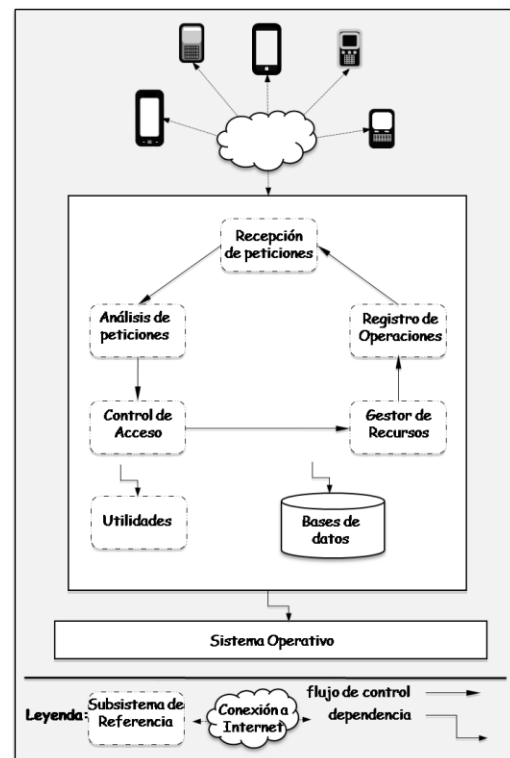 Recepción
de peticiones
Análisis de
peticiones
Registro de
Operaciones
Control de
Acceso
Gestor de
Recursos
Utilidades
Bases de
datos
Sistema Operativo
Leyenda:
Subsistema de
Referencia
Conexión a
Internet
flujo de control
dependencia